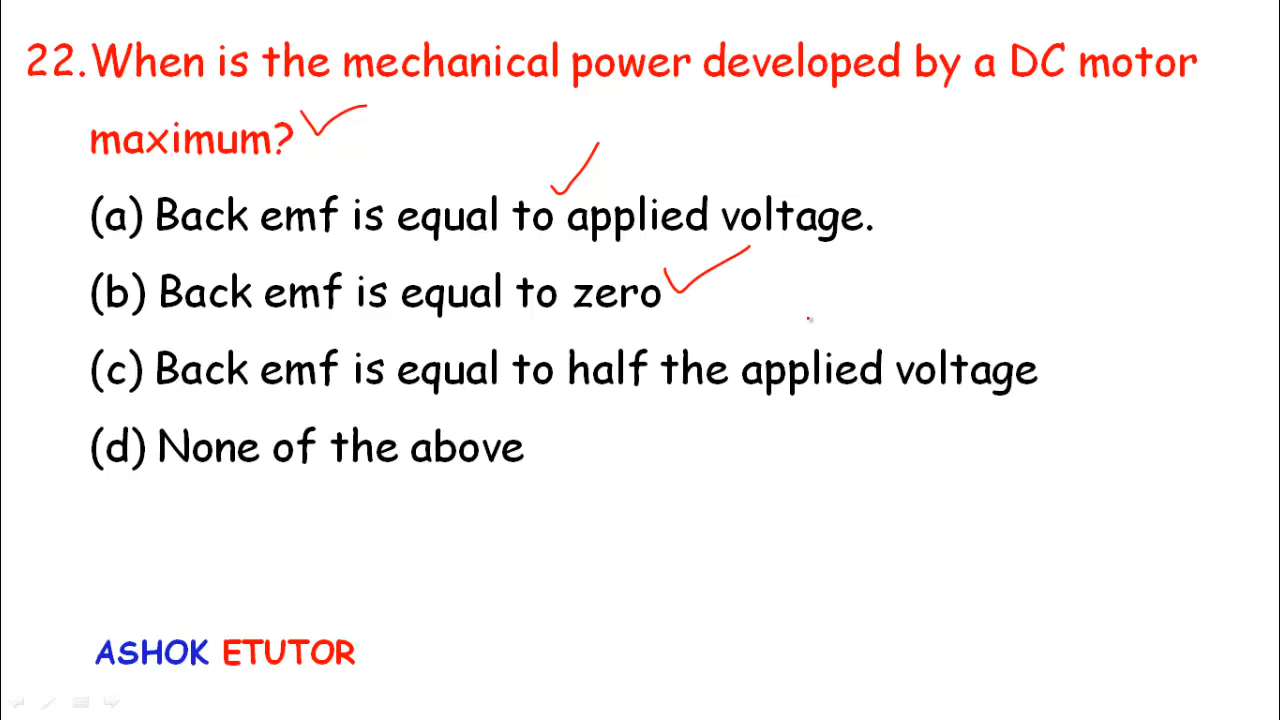 22. When is the mechanical power developed by a DC motor
maximum?
(a) Back emf is equal to applied voltage.
(b) Back emf is equal to zero
(c) Back emf is equal to half the applied voltage
(d) None of the above
ASHOK ETUTOR